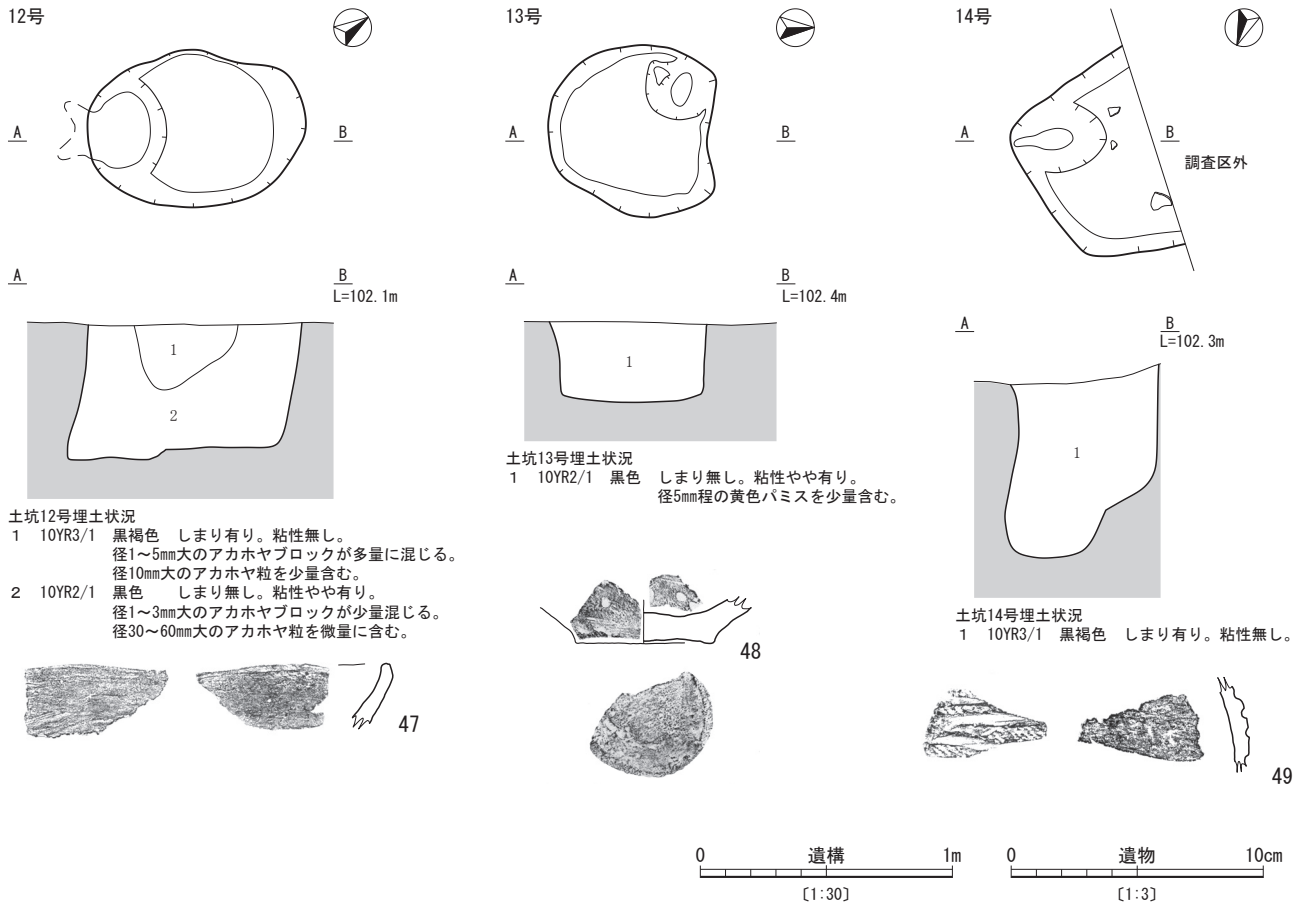 12号
A
B
A
B
L=102.1m
1
2
土坑12号埋土状況
1 10YR3/1 黒褐色 しまり有り。粘性無し。
径1～5㎜大のアカホヤブロックが多量に混じる。
径10㎜大のアカホヤ粒を少量含む。
2 10YR2/1 黒色 しまり無し。粘性やや有り。
径1～3㎜大のアカホヤブロックが少量混じる。
径30～60㎜大のアカホヤ粒を微量に含む。
47
13号
A
B
A
B
L=102.4m
1
土坑13号埋土状況
1 10YR2/1 黒色 しまり無し。粘性やや有り。
径5㎜程の黄色パミスを少量含む。
48
14号
A
B
調査区外
A
B
L=102.3m
1
土坑14号埋土状況
1 10YR3/1 黒褐色 しまり有り。粘性無し。
49
0 遺構 1m
〔1:30〕
0 遺物 10cm
〔1:3〕